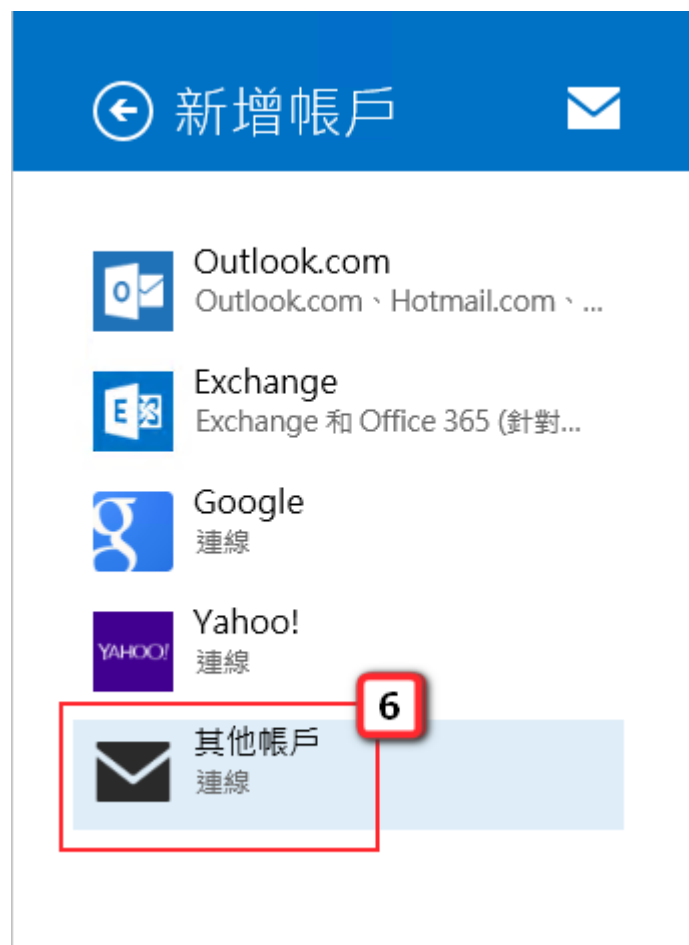 新增帳戶
Outlook.com
Outlook.com、Hotmail.com、...
Exchange
Exchange 和 Office 365 (針對...
Google
連線
YAHOO!
Yahoo!
連線
6
其他帳戶
連線